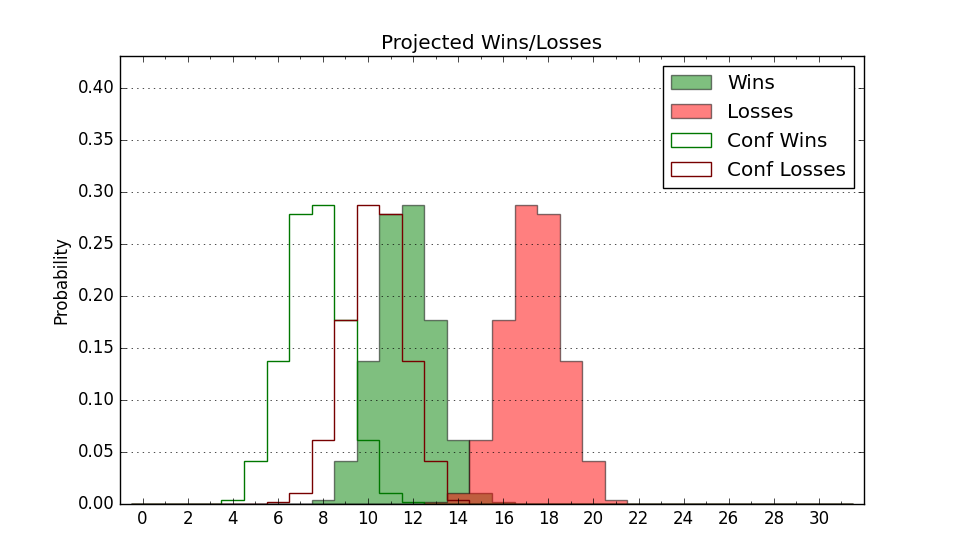 Projected Wins/Losses
Wins
Losses
Conf Wins
Conf Losses
Probability
0.40
0.35
0.30
0.25
0.20
0.15
0.10
0.05
0.00
0 2 4 6 8 10 12 14 16 18 20 22 24 26 28 30